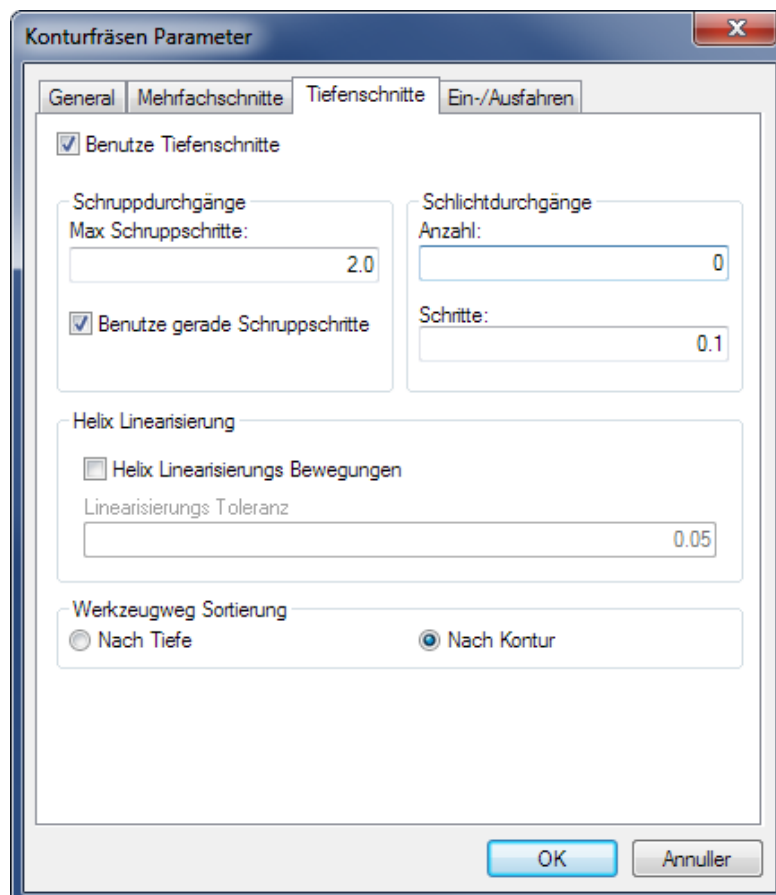 Konturfräsen Parameter
General Mehrfachschnitte Tiefenschnitte Ein-/Ausfahren
Benutze Tiefenschnitte
Schruppdurchgänge
Max Schruppschritte:
2.0
Benutze gerade Schruppschritte
Schlichtdurchgänge
Anzahl:
0
Schritte:
0.1
Helix Linearisierung
Helix Linearisierungs Bewegungen
Linearisierungs Toleranz
0.05
Werkzeugweg Sortierung
Nach Tiefe Nach Kontur
OK Annuller